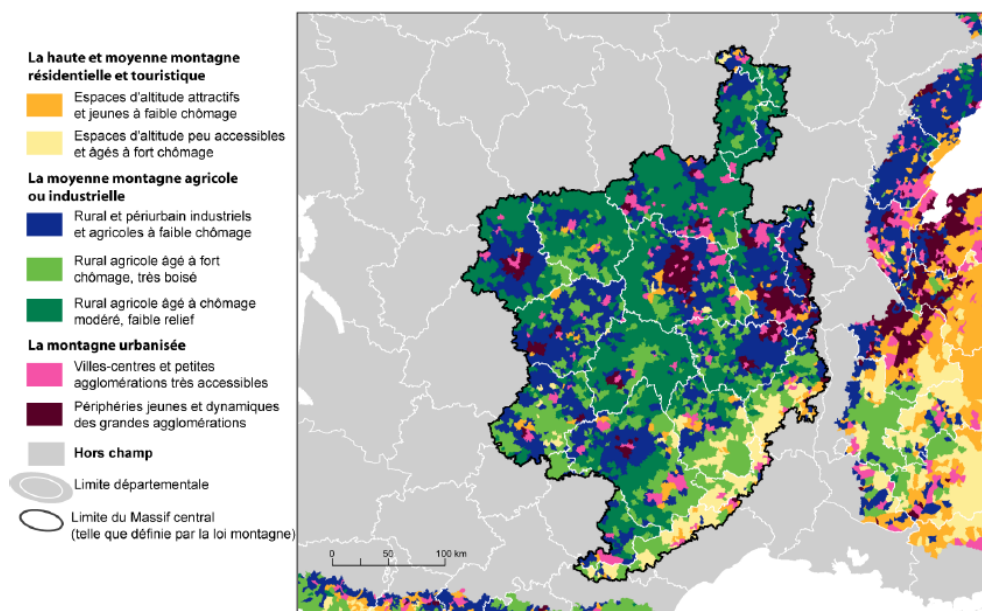 La haute et moyenne montagne
résidentielle et touristique
Espaces d'altitude attractifs
et jeunes à faible chômage
Espaces d'altitude peu accessibles
et âgés à fort chômage
La moyenne montagne agricole
ou industrielle
Rural et périurbain industriels
et agricoles à faible chômage
Rural agricole âgé à fort
chômage, très boisé
Rural agricole âgé à chômage
modéré, faible relief
La montagne urbanisée
Villes-centres et petites
agglomérations très accessibles
Périphéries jeunes et dynamiques
des grandes agglomérations
Hors champ
Limite départementale
Limite du Massif central
(telle que définie par la loi montagne)
0 50 100 km